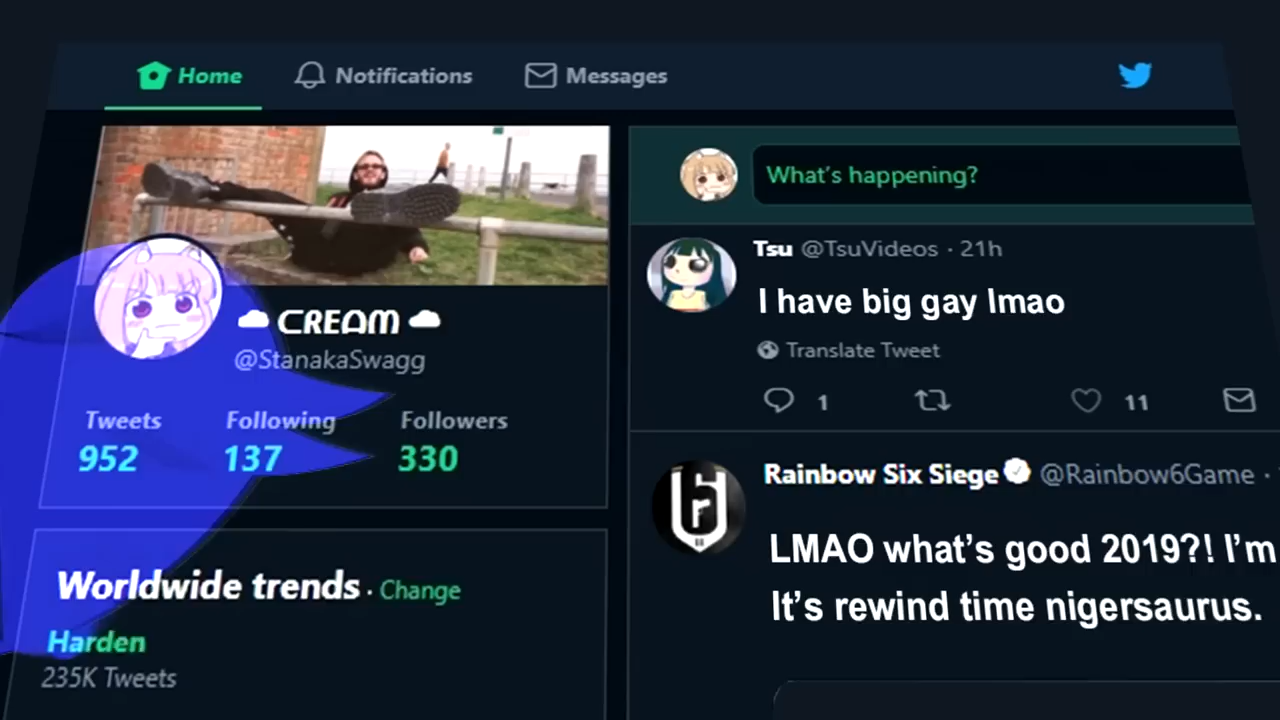 Home
Notifications
Messages
What's happening?
CREAM
@StanakaSwagg
Tweets Following Followers
952 137 330
Worldwide trends · Change
Harden
235K Tweets
Tsu @TsuVideos · 21h
I have big gay lmao
Translate Tweet
1 11
Rainbow Six Siege @Rainbow6Game ·
LMAO what's good 2019?! I'm
It's rewind time nigersaurus.